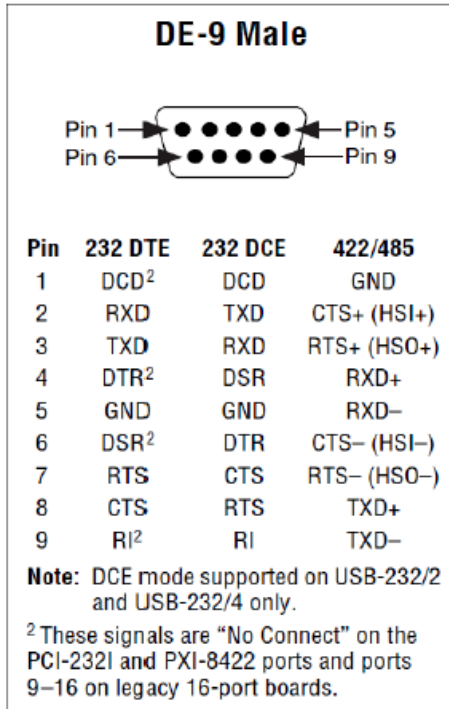 DE-9 Male
Pin 1 Pin 5
Pin 6 Pin 9
Pin 232 DTE 232 DCE 422/485
1 DCD² DCD GND
2 RXD TXD CTS+ (HSI+)
3 TXD RXD RTS+ (HSO+)
4 DTR² DSR RXD+
5 GND GND RXD–
6 DSR² DTR CTS– (HSI–)
7 RTS CTS RTS– (HSO–)
8 CTS RTS TXD+
9 RI² RI TXD–
Note: DCE mode supported on USB-232/2
and USB-232/4 only.
² These signals are “No Connect” on the
PCI-232I and PXI-8422 ports and ports
9–16 on legacy 16-port boards.